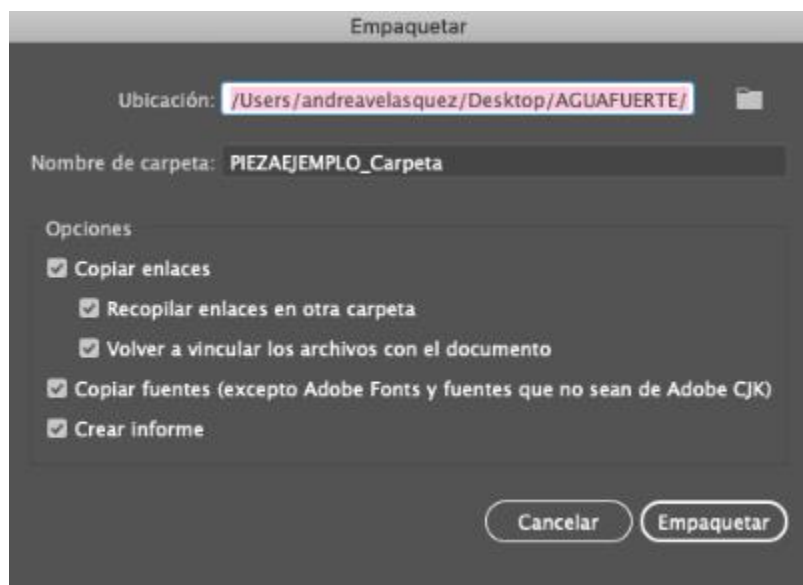 Empaquetar
Ubicación: /Users/andreavelasquez/Desktop/AGUAFUERTE/
Nombre de carpeta: PIEZAEJEMPLO_Carpeta
Opciones
Copiar enlaces
Recopilar enlaces en otra carpeta
Volver a vincular los archivos con el documento
Copiar fuentes (excepto Adobe Fonts y fuentes que no sean de Adobe CJK)
Crear informe
Cancelar Empaquetar